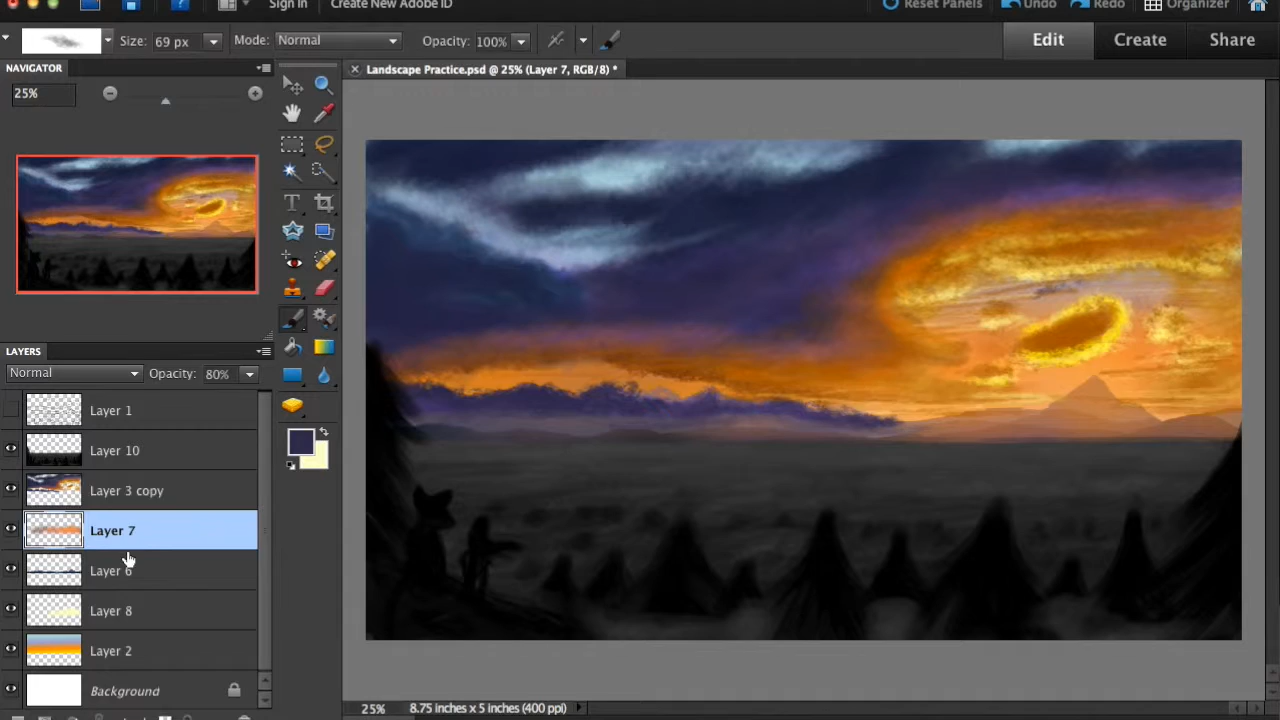 Sign In Create New Adobe ID Reset Panels Undo Redo Organizer
Size: 69 px Mode: Normal Opacity: 100% Edit Create Share
NAVIGATOR
Landscape Practice.psd @ 25% (Layer 7, RGB/8) *
25%
LAYERS
Normal Opacity: 80%
Layer 1
Layer 10
Layer 3 copy
Layer 7
Layer 6
Layer 8
Layer 2
Background
25% 8.75 inches x 5 inches (400 ppi)